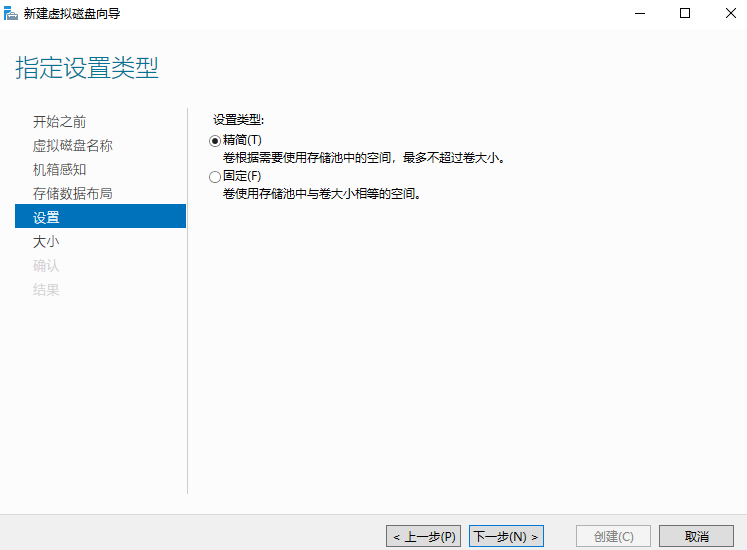 新建虚拟磁盘向导
指定设置类型
开始之前
虚拟磁盘名称
机箱感知
存储数据布局
设置
大小
确认
结果
设置类型:
精简(T)
卷根据需要使用存储池中的空间，最多不超过卷大小。
固定(F)
卷使用存储池中与卷大小相等的空间。
< 上一步(P)
下一步(N) >
创建(C)
取消